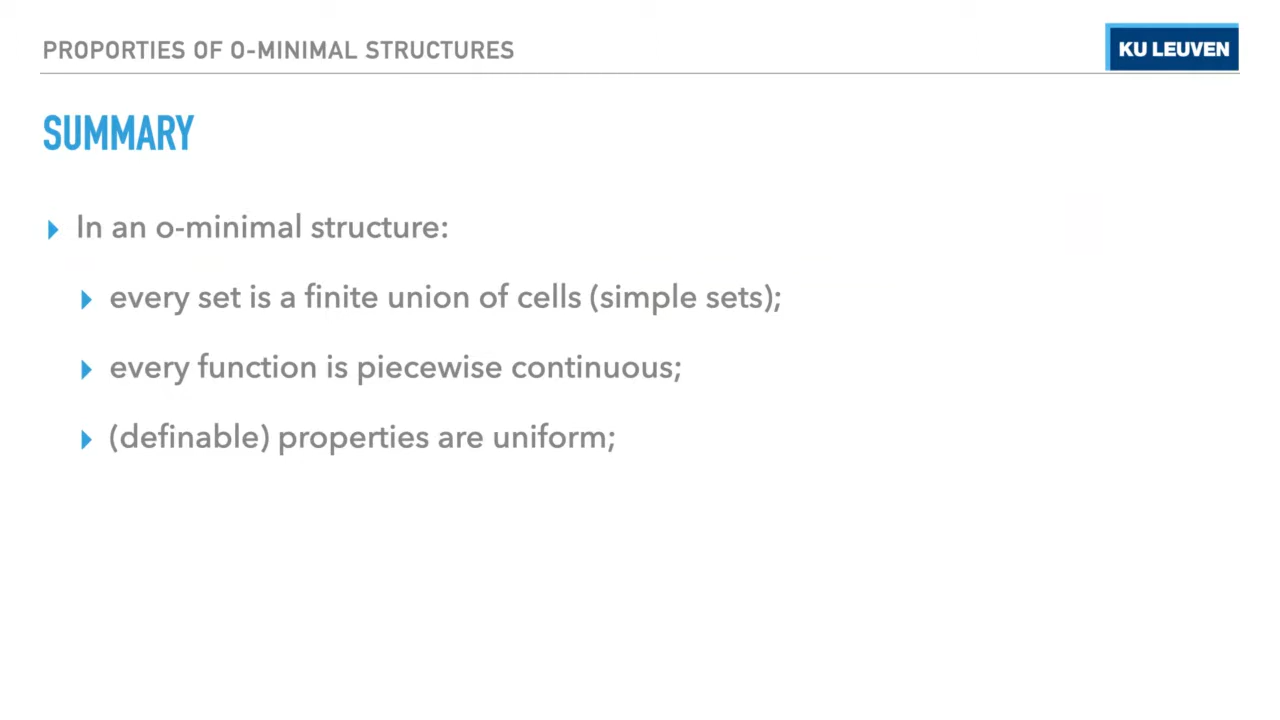 PROPORTIES OF O-MINIMAL STRUCTURES
KU LEUVEN
SUMMARY
In an o-minimal structure:
every set is a finite union of cells (simple sets);
every function is piecewise continuous;
(definable) properties are uniform;